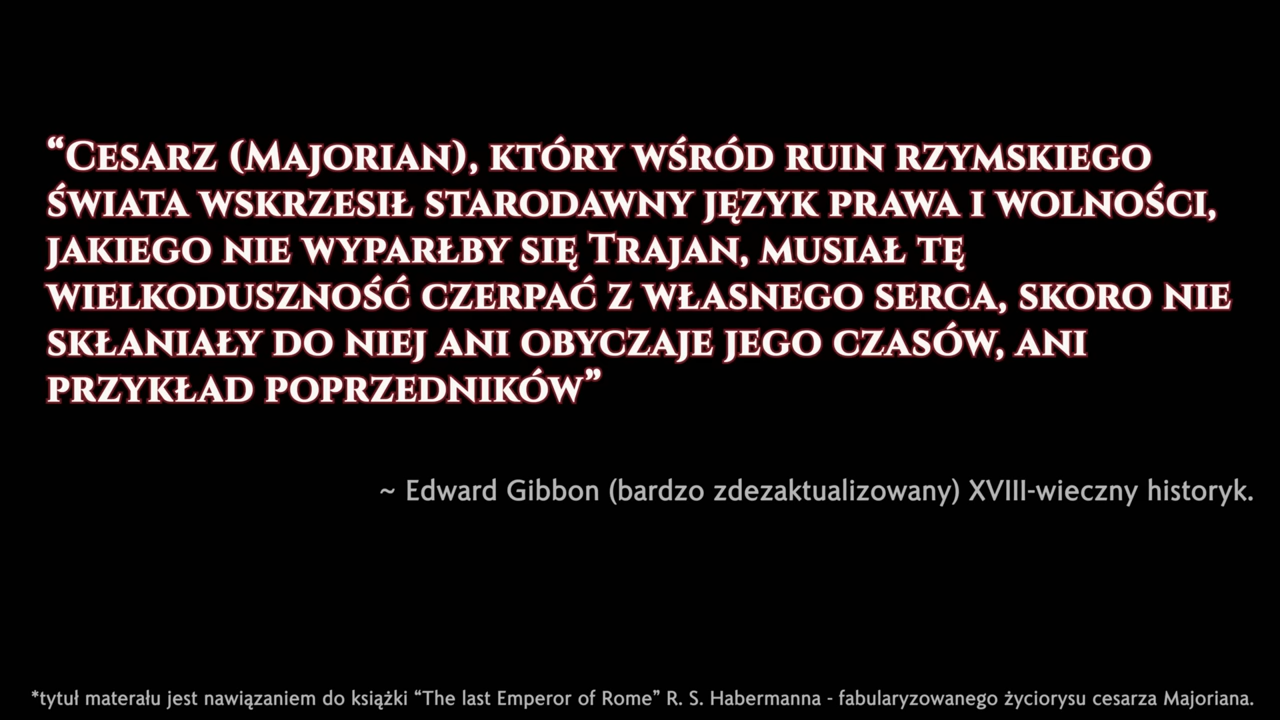 “Cesarz (Majorian), który wśród ruin rzymskiego
świata wskrzesił starodawny język prawa i wolności,
jakiego nie wyparłby się Trajan, musiał tę
wielkoduszność czerpać z własnego serca, skoro nie
skłaniały do niej ani obyczaje jego czasów, ani
przykład poprzedników”
~ Edward Gibbon (bardzo zdezaktualizowany) XVIII-wieczny historyk.
*tytuł materału jest nawiązaniem do książki “The last Emperor of Rome” R. S. Habermanna - fabularyzowanego życiorysu cesarza Majoriana.